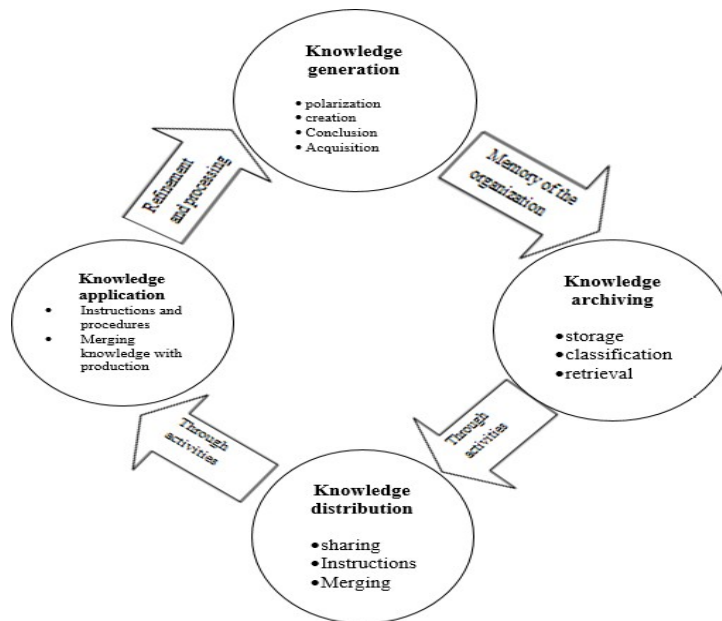 Knowledge
generation
• polarization
• creation
• Conclusion
• Acquisition
Memory of the
organization
Knowledge
archiving
•storage
•classification
•retrieval
Through
activities
Knowledge
distribution
•sharing
•Instructions
•Merging
Through
activities
Knowledge
application
• Instructions and
procedures
• Merging
knowledge with
production
Refinement
and processing